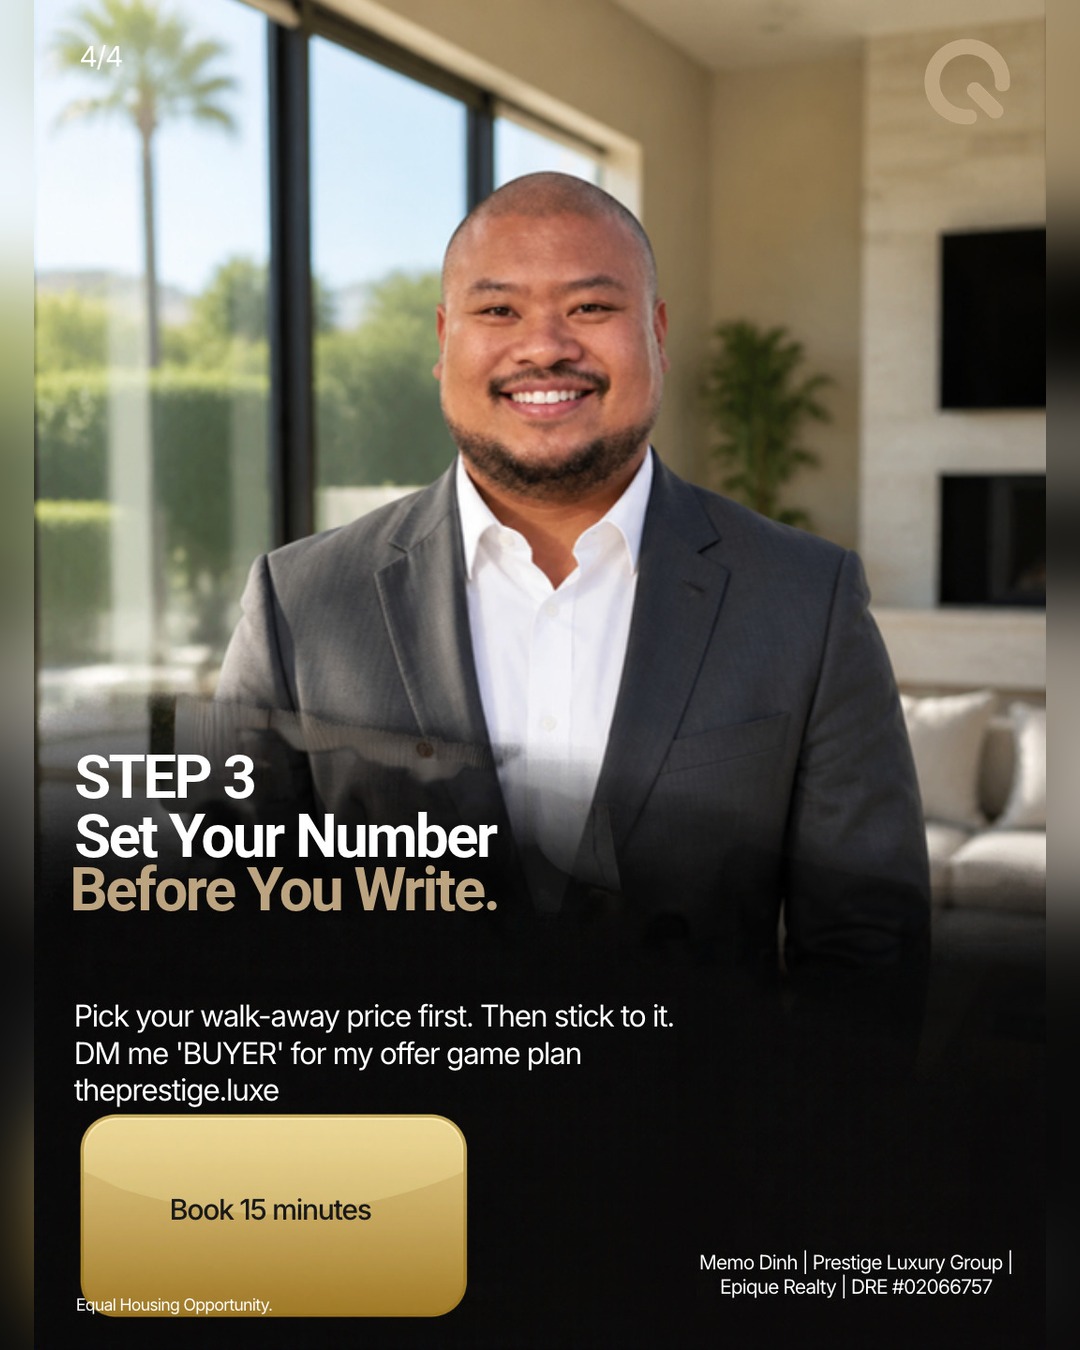 4/4
STEP 3
Set Your Number
Before You Write.
Pick your walk-away price first. Then stick to it.
DM me 'BUYER' for my offer game plan
theprestige.luxe
Book 15 minutes
Equal Housing Opportunity.
Memo Dinh | Prestige Luxury Group |
Epique Realty | DRE #02066757